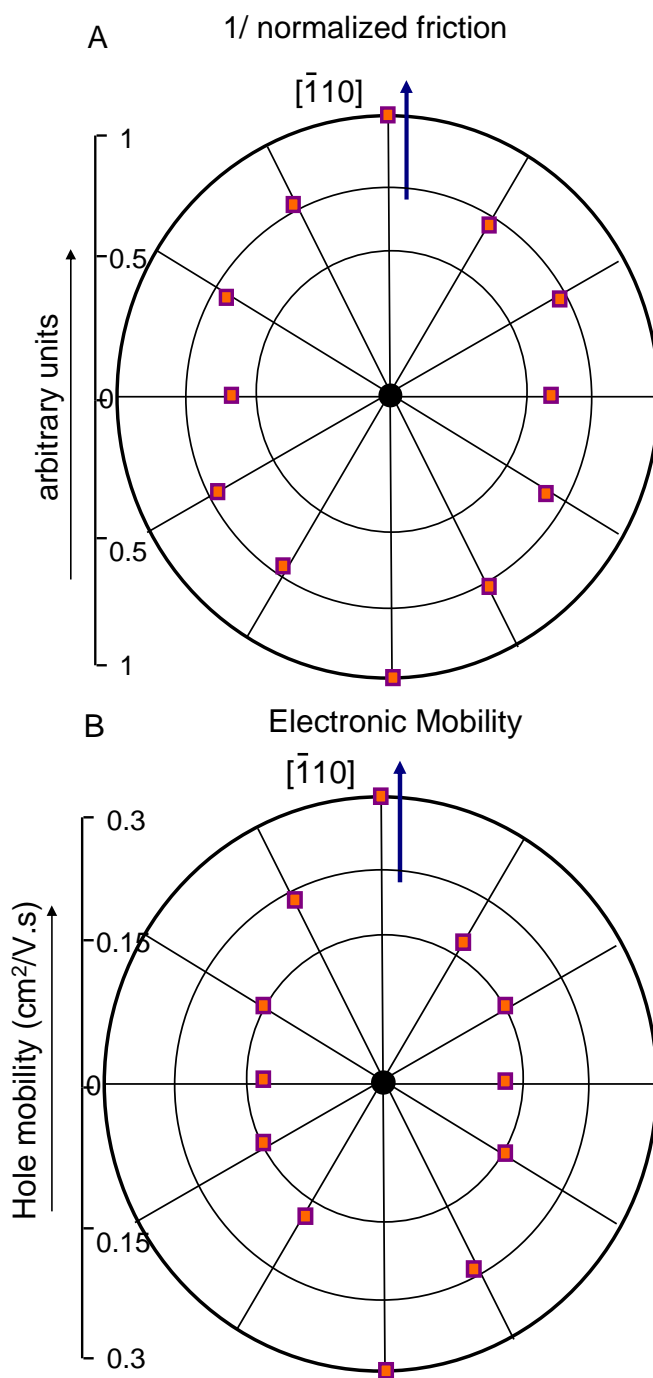 A
1/ normalized friction
[1̄10]
1
0.5
0
0.5
1
arbitrary units
B
Electronic Mobility
[1̄10]
0.3
0.15
0
0.15
0.3
Hole mobility (cm²/V.s)